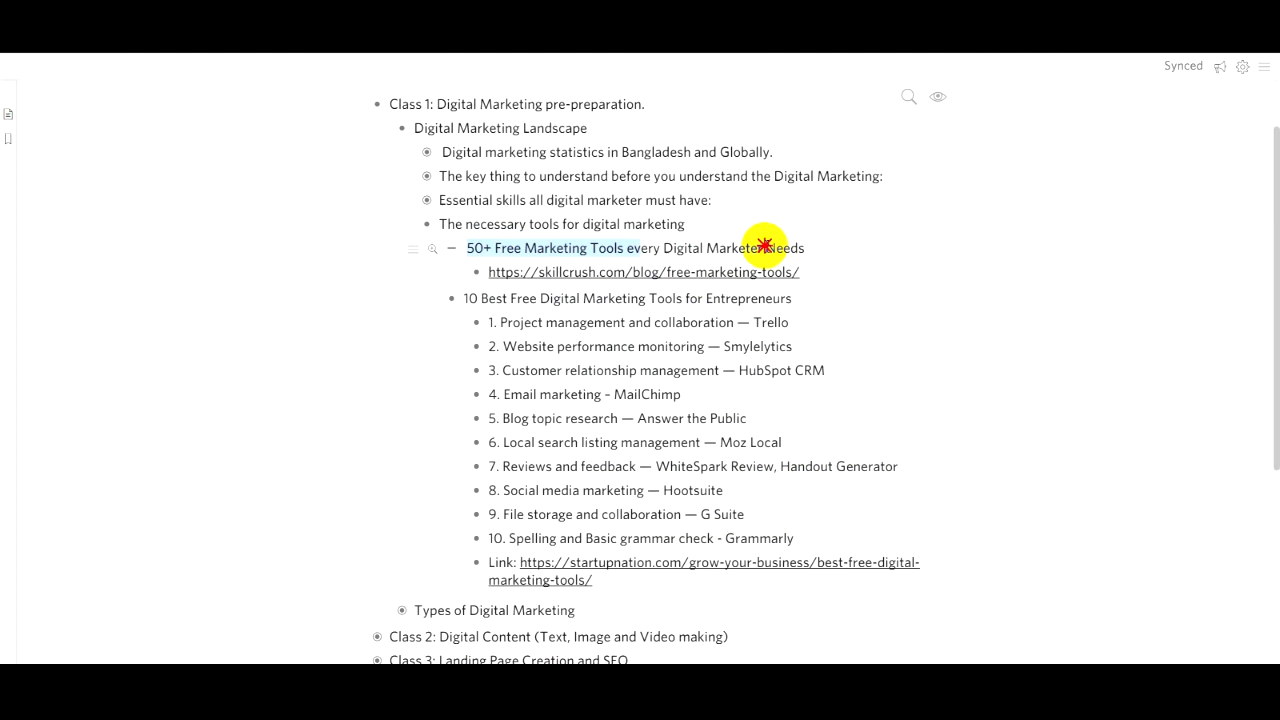 Synced
Class 1: Digital Marketing pre-preparation.
Digital Marketing Landscape
Digital marketing statistics in Bangladesh and Globally.
The key thing to understand before you understand the Digital Marketing:
Essential skills all digital marketer must have:
The necessary tools for digital marketing
50+ Free Marketing Tools every Digital Marketer Needs
https://skillcrush.com/blog/free-marketing-tools/
10 Best Free Digital Marketing Tools for Entrepreneurs
1. Project management and collaboration — Trello
2. Website performance monitoring — Smylelytics
3. Customer relationship management — HubSpot CRM
4. Email marketing – MailChimp
5. Blog topic research — Answer the Public
6. Local search listing management — Moz Local
7. Reviews and feedback — WhiteSpark Review, Handout Generator
8. Social media marketing — Hootsuite
9. File storage and collaboration — G Suite
10. Spelling and Basic grammar check - Grammarly
Link: https://startupnation.com/grow-your-business/best-free-digital-
marketing-tools/
Types of Digital Marketing
Class 2: Digital Content (Text, Image and Video making)
Class 3: Landing Page Creation and SEO